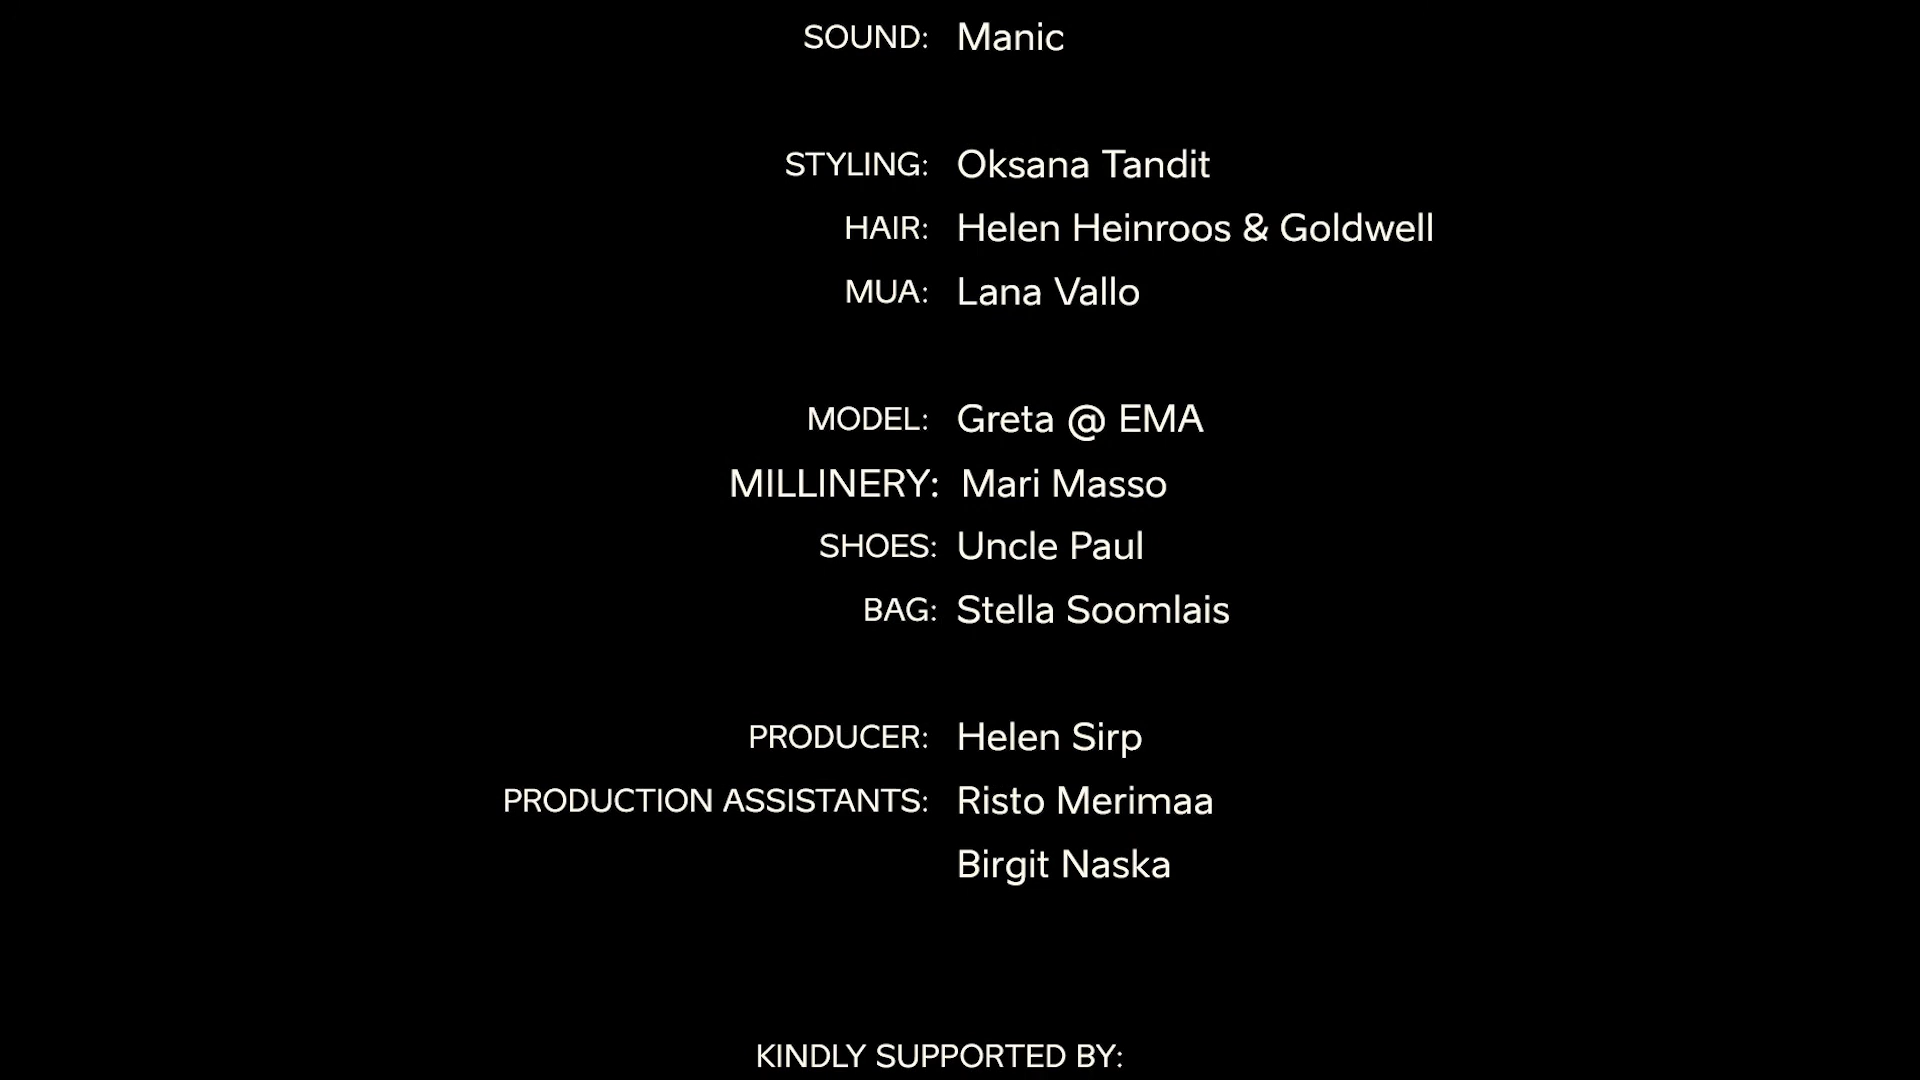 SOUND: Manic
STYLING: Oksana Tandit
HAIR: Helen Heinroos & Goldwell
MUA: Lana Vallo
MODEL: Greta @ EMA
MILLINERY: Mari Masso
SHOES: Uncle Paul
BAG: Stella Soomlais
PRODUCER: Helen Sirp
PRODUCTION ASSISTANTS: Risto Merimaa
Birgit Naska
KINDLY SUPPORTED BY: